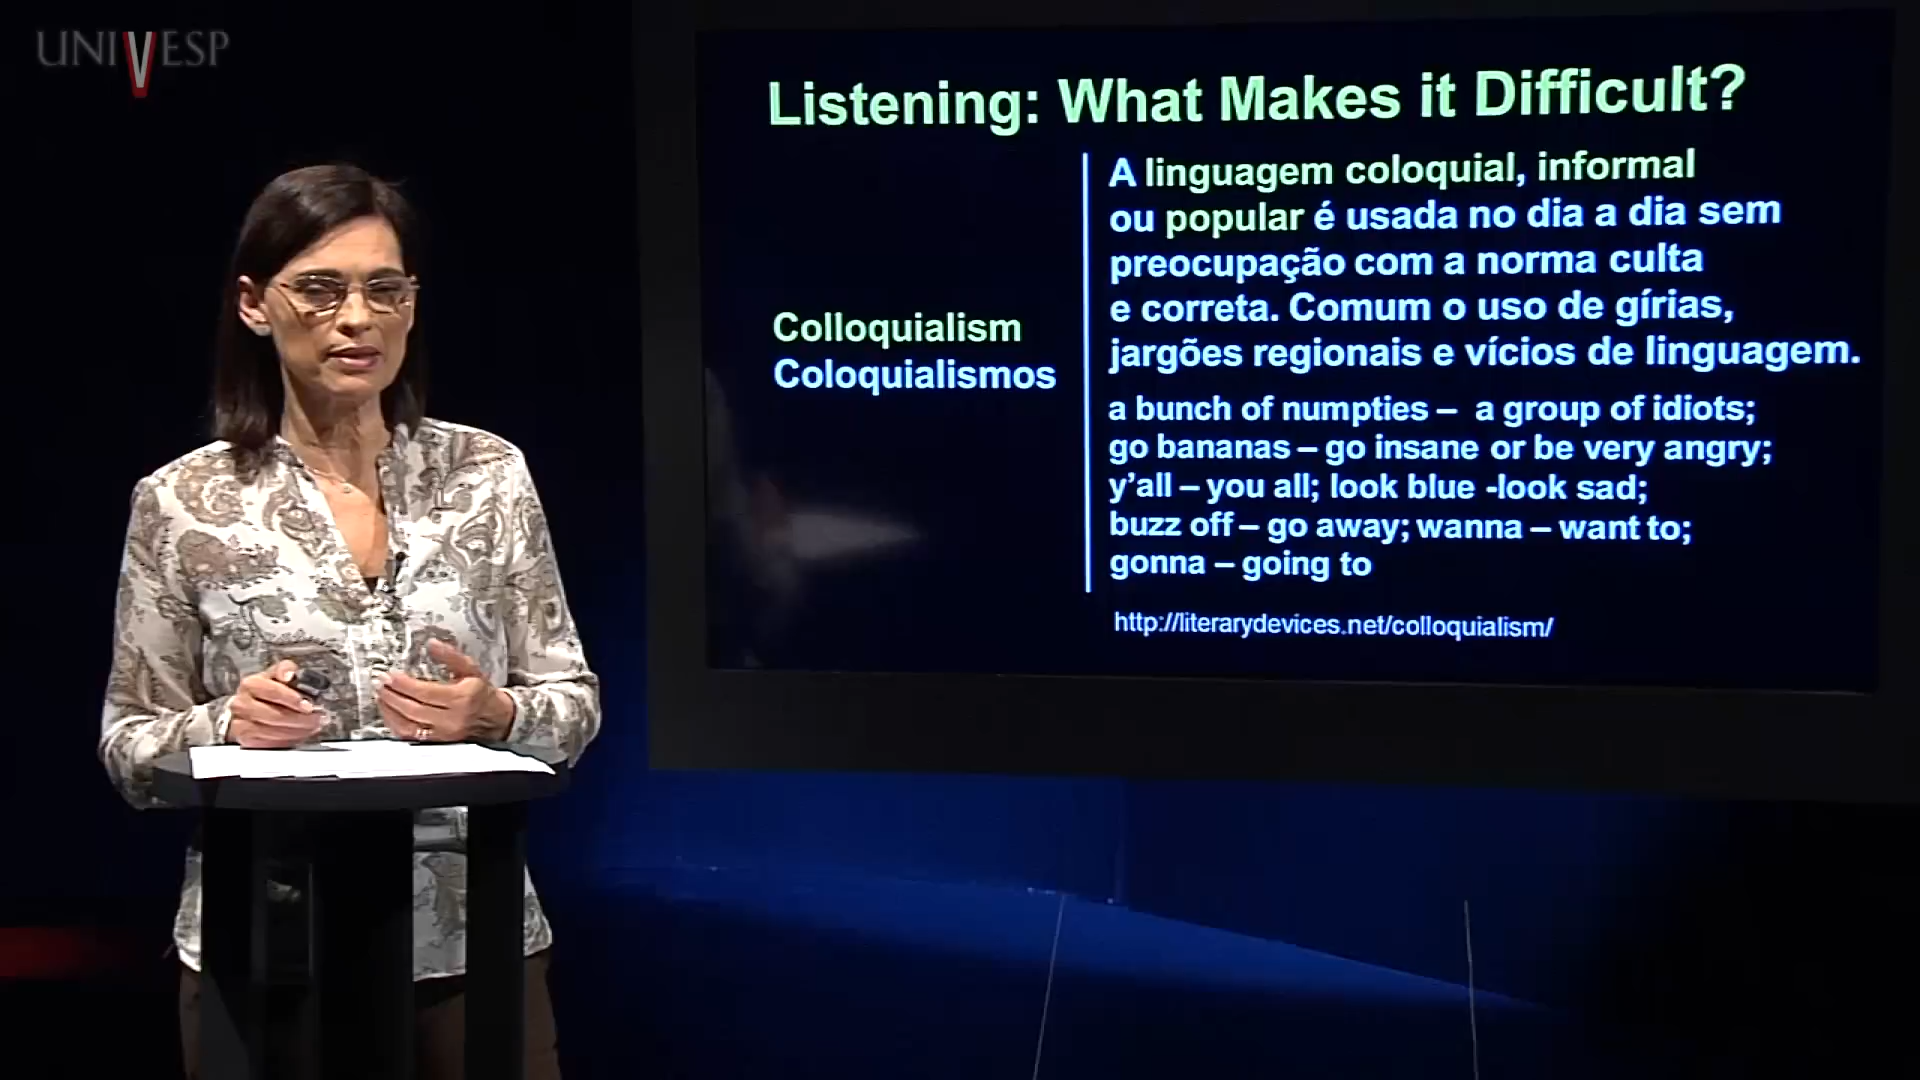 UNIVESP
Listening: What Makes it Difficult?
Colloquialism
Coloquialismos
A linguagem coloquial, informal
ou popular é usada no dia a dia sem
preocupação com a norma culta
e correta. Comum o uso de gírias,
jargões regionais e vícios de linguagem.
a bunch of numpties – a group of idiots;
go bananas – go insane or be very angry;
y’all – you all; look blue -look sad;
buzz off – go away; wanna – want to;
gonna – going to
http://literarydevices.net/colloquialism/